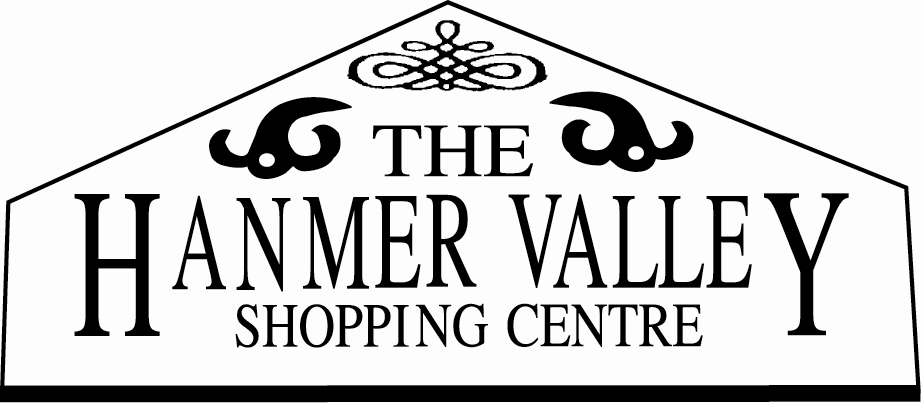 THE
HANMER VALLEY
SHOPPING CENTRE